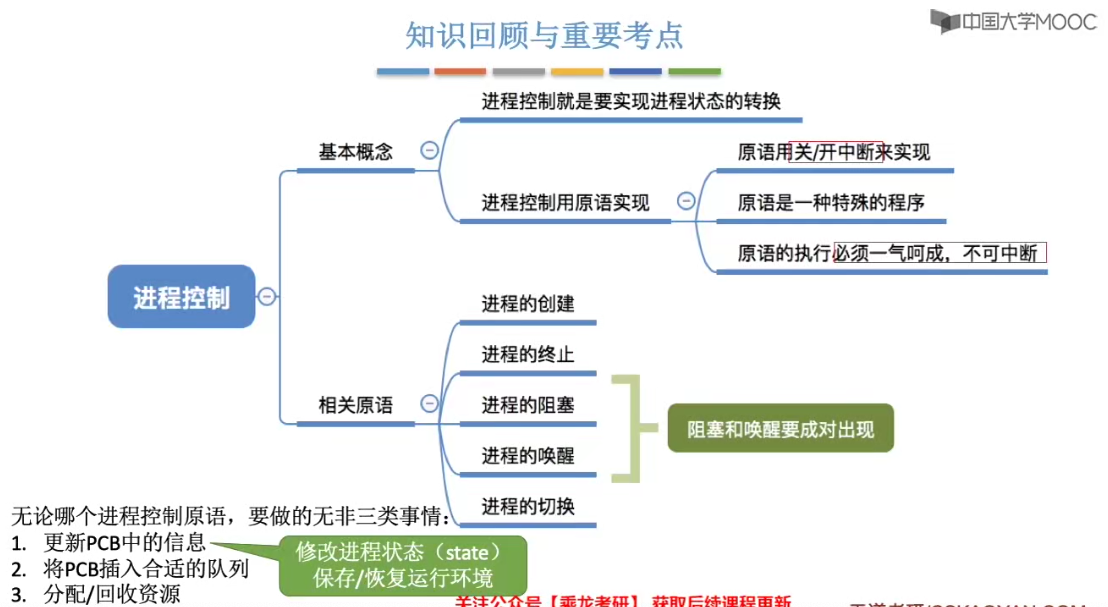 中国大学MOOC
知识回顾与重要考点
进程控制
基本概念
进程控制就是要实现进程状态的转换
进程控制用原语实现
原语用关/开中断来实现
原语是一种特殊的程序
原语的执行必须一气呵成，不可中断
相关原语
进程的创建
进程的终止
进程的阻塞
进程的唤醒
进程的切换
阻塞和唤醒要成对出现
无论哪个进程控制原语，要做的无非三类事情：
1. 更新PCB中的信息
2. 将PCB插入合适的队列
3. 分配/回收资源
修改进程状态（state）
保存/恢复运行环境
关注公众号【乘龙考研】 获取后续课程更新